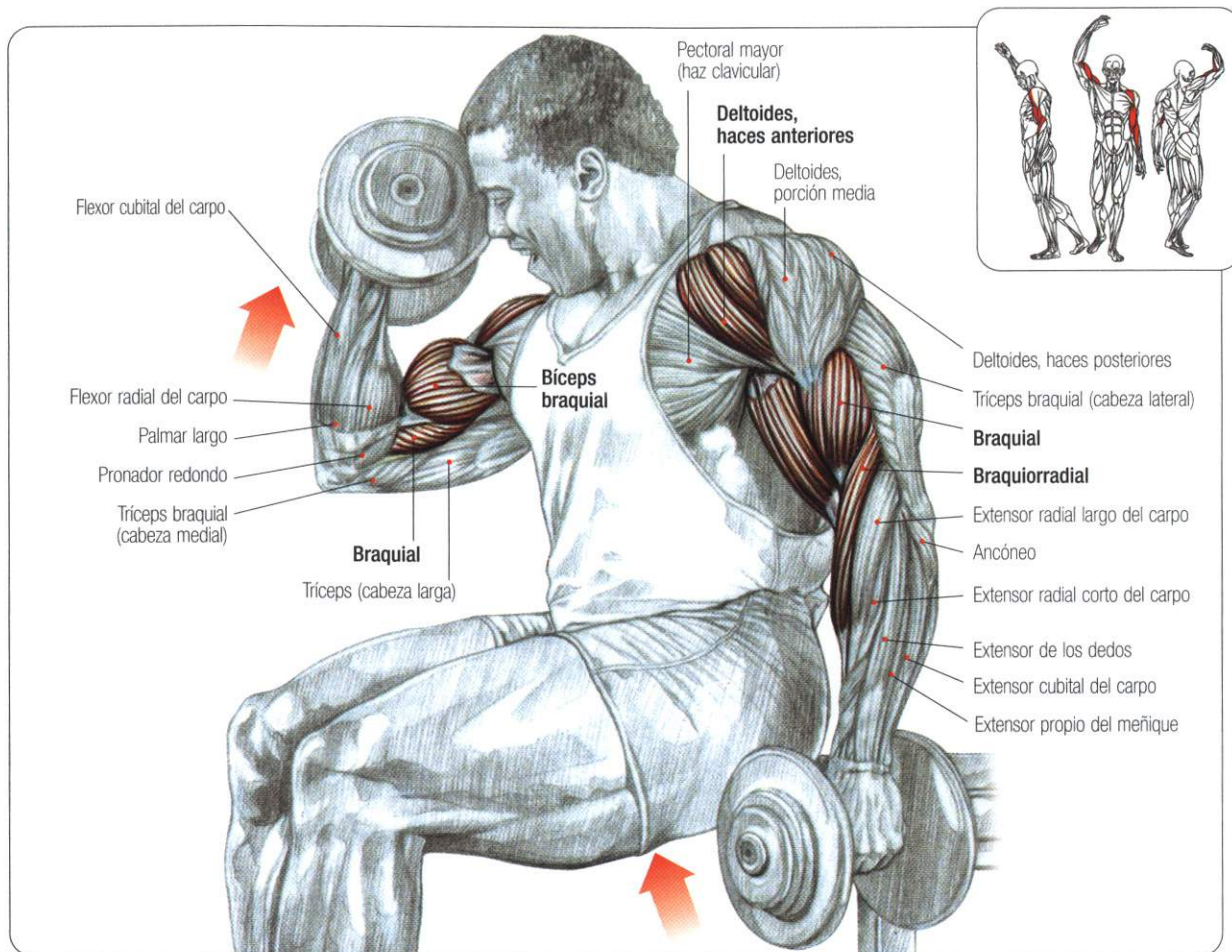 Pectoral mayor
(haz clavicular)
Deltoides,
haces anteriores
Deltoides,
porción media
Flexor cubital del carpo
Flexor radial del carpo
Palmar largo
Pronador redondo
Tríceps braquial
(cabeza medial)
Braquial
Tríceps (cabeza larga)
Bíceps
braquial
Deltoides, haces posteriores
Tríceps braquial (cabeza lateral)
Braquial
Braquiorradial
Extensor radial largo del carpo
Ancóneo
Extensor radial corto del carpo
Extensor de los dedos
Extensor cubital del carpo
Extensor propio del meñique